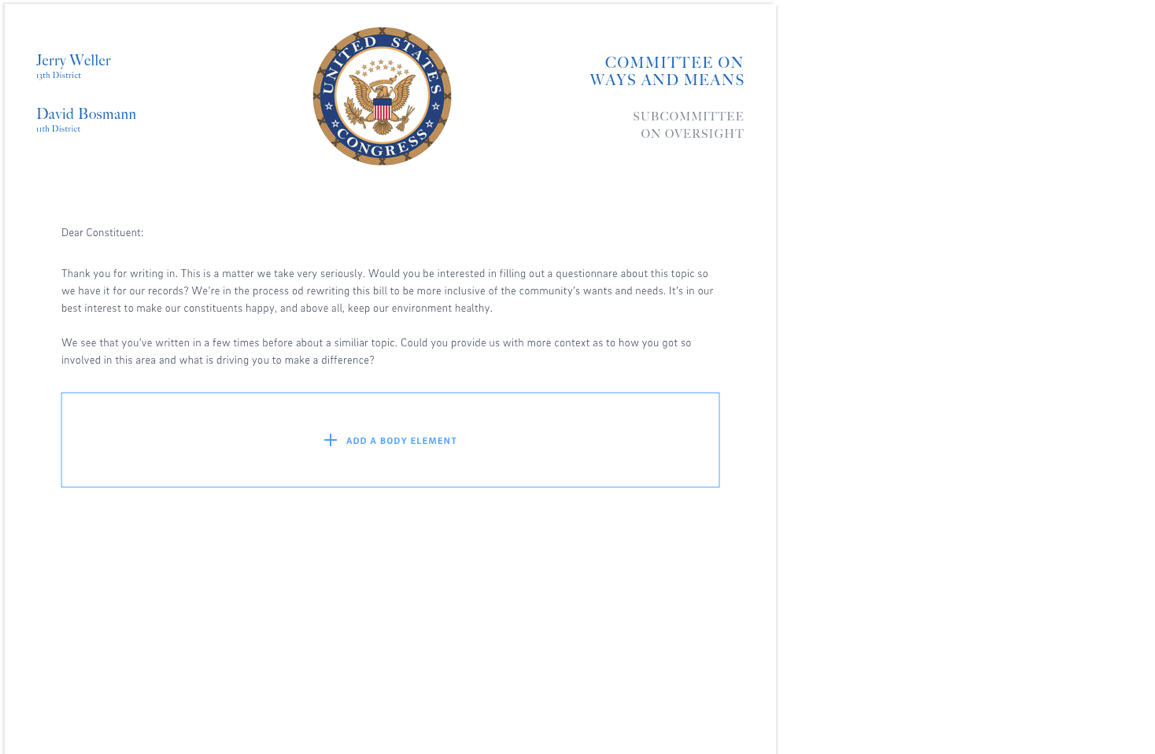 Jerry Weller
13th District
David Bosmann
11th District
UNITED STATES
CONGRESS
COMMITTEE ON
WAYS AND MEANS
SUBCOMMITTEE
ON OVERSIGHT
Dear Constituent:
Thank you for writing in. This is a matter we take very seriously. Would you be interested in filling out a questionnare about this topic so
we have it for our records? We're in the process od rewriting this bill to be more inclusive of the community's wants and needs. It's in our
best interest to make our constituents happy, and above all, keep our environment healthy.
We see that you've written in a few times before about a similiar topic. Could you provide us with more context as to how you got so
involved in this area and what is driving you to make a difference?
ADD A BODY ELEMENT